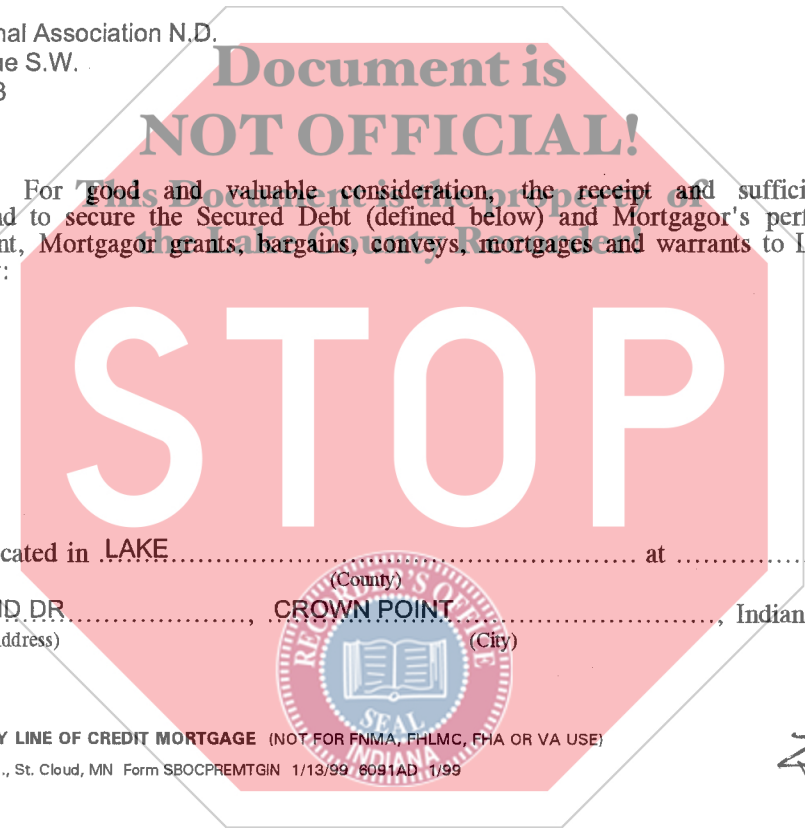 nal Association N.D.
ue S.W.
3
Document is
NOT OFFICIAL!
This Document is the property of
the Lake County Recorder!
For good and valuable consideration, the receipt and suffici
nd to secure the Secured Debt (defined below) and Mortgagor's per
nt, Mortgagor grants, bargains, conveys, mortgages and warrants to L
:
STOP
cated in LAKE at
(County)
ND DR , CROWN POINT , Indian
ddress) (City)
RECORDER'S OFFICE
SEAL
INDIANA
Y LINE OF CREDIT MORTGAGE (NOT FOR FNMA, FHLMC, FHA OR VA USE)
., St. Cloud, MN Form SBOCPREMTGIN 1/13/99 6091AD 1/99